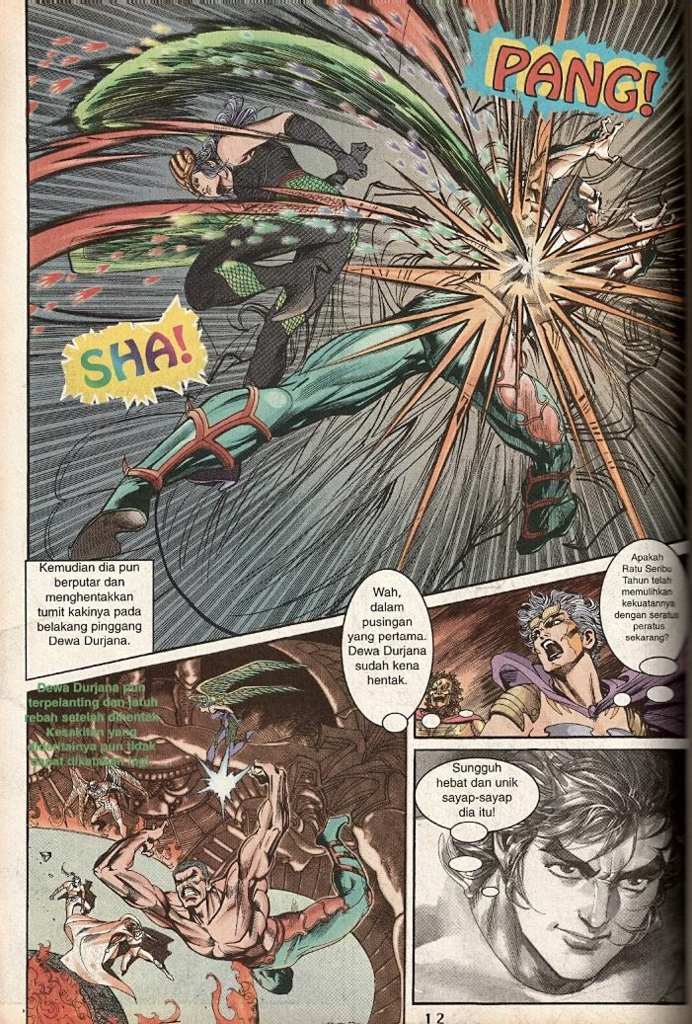 PANG!
SHA!
Kemudian dia pun
berputar dan
menghentakkan
tumit kakinya pada
belakang pinggang
Dewa Durjana.
Wah,
dalam
pusingan
yang pertama.
Dewa Durjana
sudah kena
hentak.
Apakah
Ratu Seribu
Tahun telah
memulihkan
kekuatannya
dengan seratus
peratus
sekarang?
Dewa Durjana pun
terpelanting dan jatuh
rebah setelah dihentak
Kesakitan yang
dideritainya pun tidak
dapat dikatakan lagi.
Sungguh
hebat dan unik
sayap-sayap
dia itu!
12